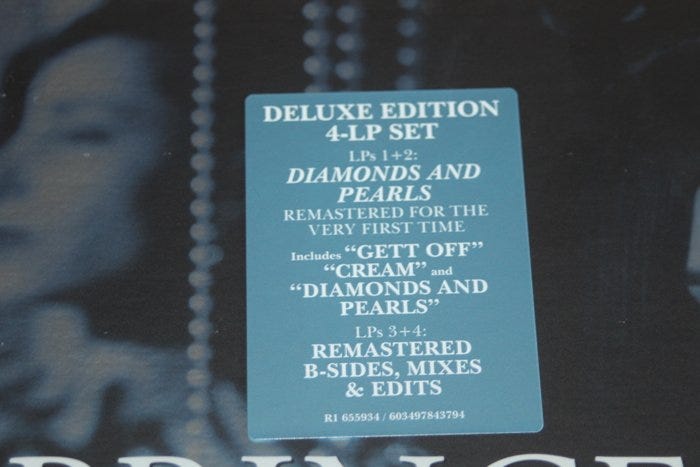 DELUXE EDITION
4-LP SET
LPs 1+2:
DIAMONDS AND
PEARLS
REMASTERED FOR THE
VERY FIRST TIME
Includes “GETT OFF”
“CREAM” and
“DIAMONDS AND
PEARLS”
LPs 3+4:
REMASTERED
B-SIDES, MIXES
& EDITS
R1 655934 / 603497843794
PRINCE